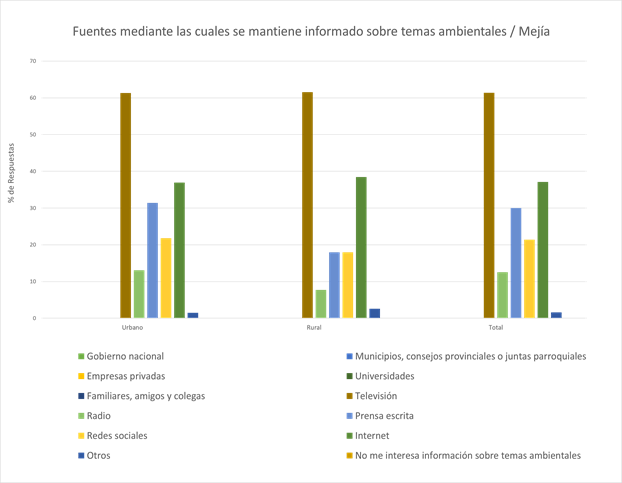 Fuentes mediante las cuales se mantiene informado sobre temas ambientales / Mejía
% de Respuestas
70
60
50
40
30
20
10
0
Urbano Rural Total
Gobierno nacional Municipios, consejos provinciales o juntas parroquiales
Empresas privadas Universidades
Familiares, amigos y colegas Televisión
Radio Prensa escrita
Redes sociales Internet
Otros No me interesa información sobre temas ambientales